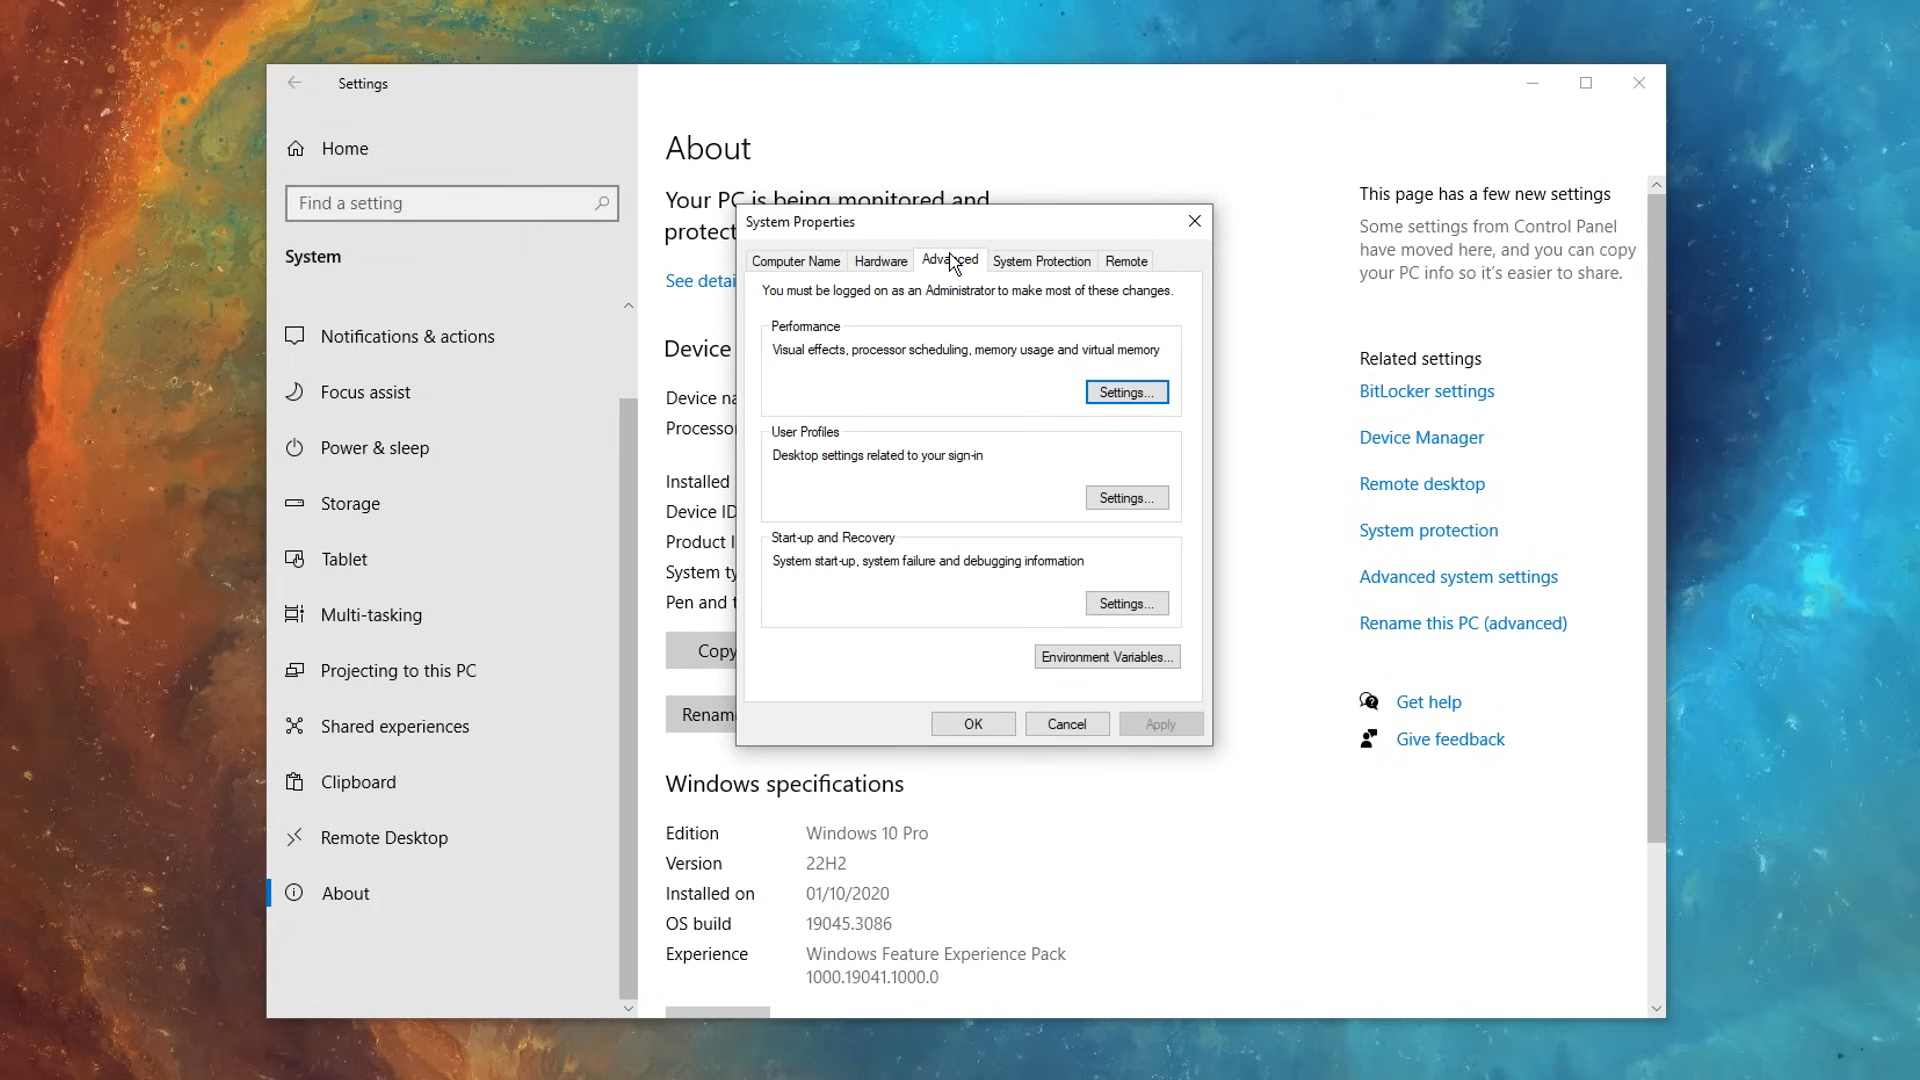 Settings
Home
Find a setting
System
Notifications & actions
Focus assist
Power & sleep
Storage
Tablet
Multi-tasking
Projecting to this PC
Shared experiences
Clipboard
Remote Desktop
About
About
Your PC is being monitored and
protect
See detai
Device
Device na
Processor
Installed
Device ID
Product I
System ty
Pen and t
Copy
Renam
System Properties
Computer Name
Hardware
Advanced
System Protection
Remote
You must be logged on as an Administrator to make most of these changes.
Performance
Visual effects, processor scheduling, memory usage and virtual memory
Settings...
User Profiles
Desktop settings related to your sign-in
Settings...
Start-up and Recovery
System start-up, system failure and debugging information
Settings...
Environment Variables...
OK
Cancel
Apply
Windows specifications
Edition Windows 10 Pro
Version 22H2
Installed on 01/10/2020
OS build 19045.3086
Experience Windows Feature Experience Pack
1000.19041.1000.0
This page has a few new settings
Some settings from Control Panel
have moved here, and you can copy
your PC info so it's easier to share.
Related settings
BitLocker settings
Device Manager
Remote desktop
System protection
Advanced system settings
Rename this PC (advanced)
Get help
Give feedback